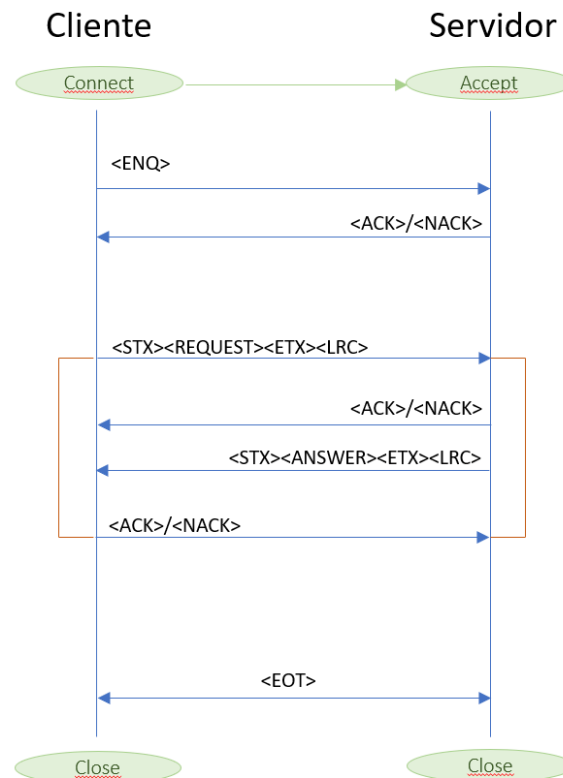 Cliente Servidor
Connect Accept
<ENQ>
<ACK>/<NACK>
<STX><REQUEST><ETX><LRC>
<ACK>/<NACK>
<STX><ANSWER><ETX><LRC>
<ACK>/<NACK>
<EOT>
Close Close